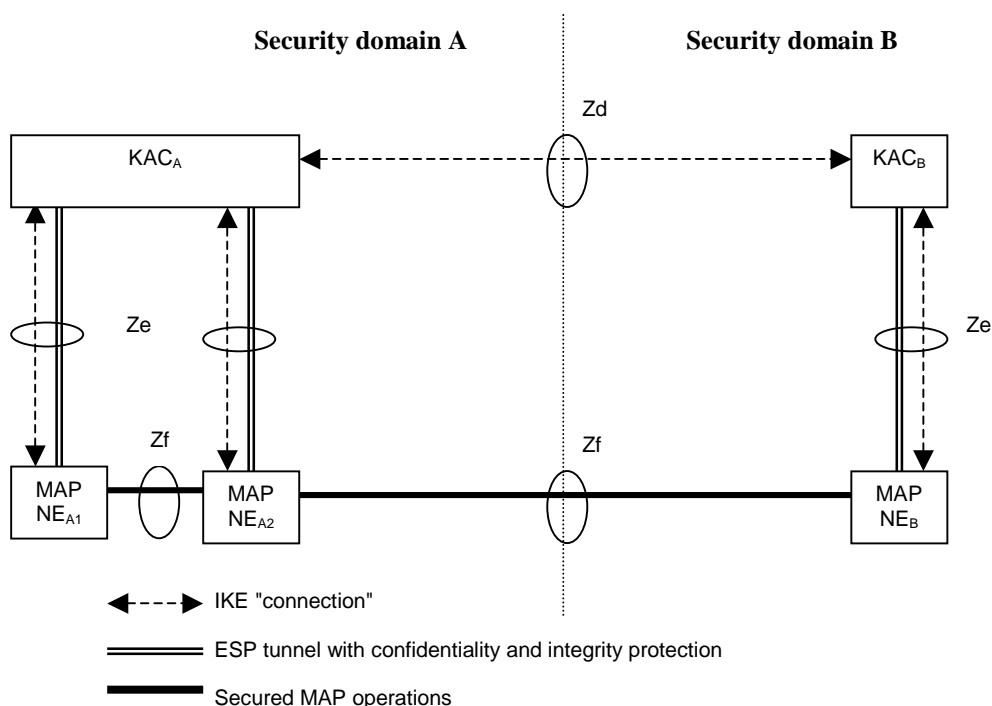 Security domain A
Security domain B
Zd
KACA
KACB
Ze
Ze
Zf
Zf
MAP
NEA1
MAP
NEA2
MAP
NEB
IKE "connection"
ESP tunnel with confidentiality and integrity protection
Secured MAP operations